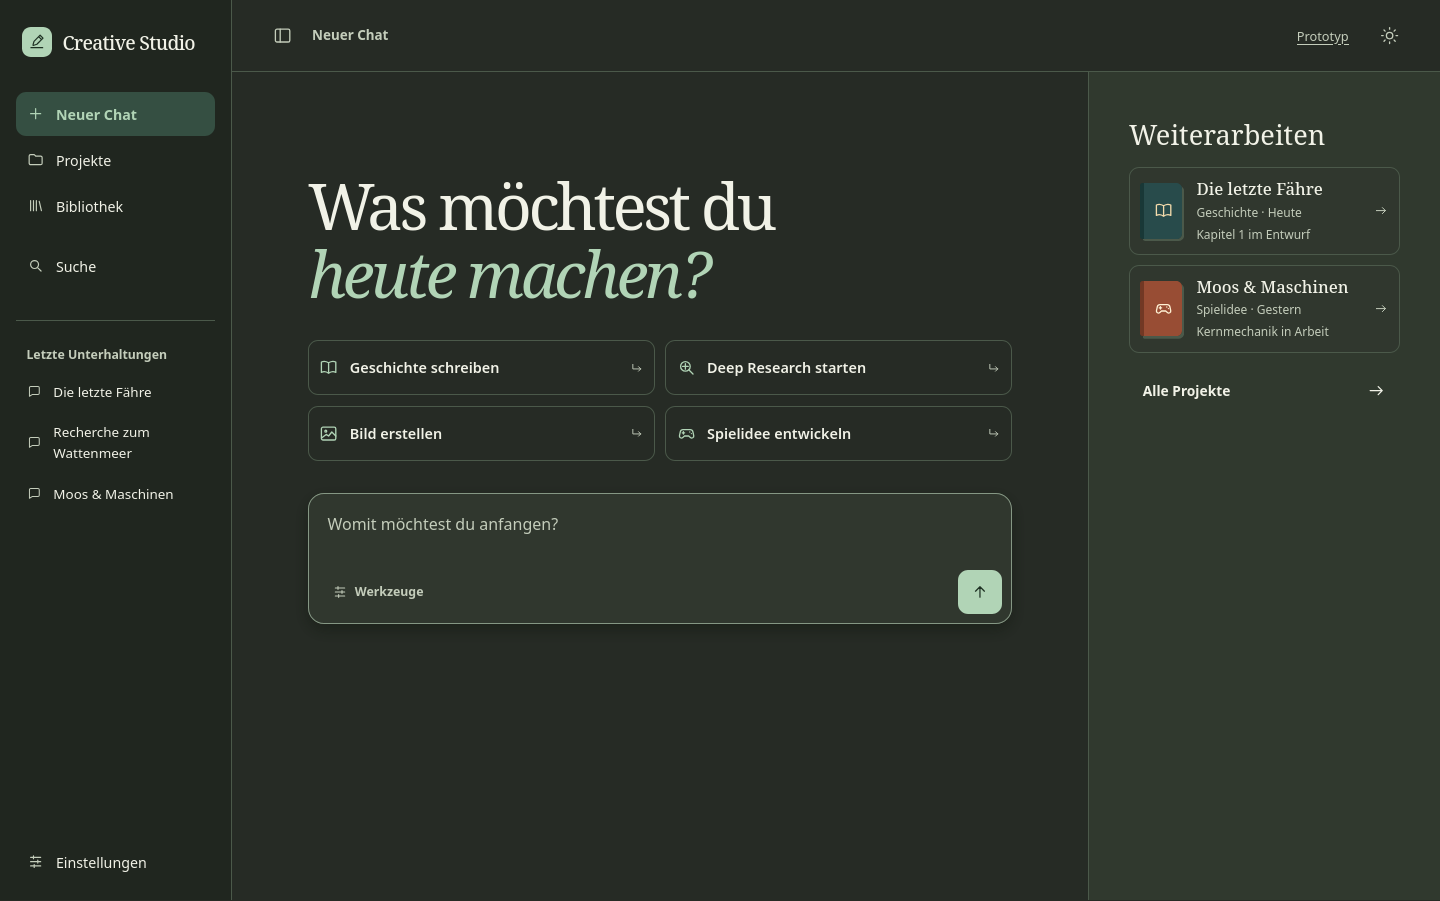 Creative Studio
Neuer Chat
Projekte
Bibliothek
Suche
Letzte Unterhaltungen
Die letzte Fähre
Recherche zum
Wattenmeer
Moos & Maschinen
Einstellungen
Neuer Chat
Prototyp
Was möchtest du
heute machen?
Geschichte schreiben
Deep Research starten
Bild erstellen
Spielidee entwickeln
Womit möchtest du anfangen?
Werkzeuge
Weiterarbeiten
Die letzte Fähre
Geschichte · Heute
Kapitel 1 im Entwurf
Moos & Maschinen
Spielidee · Gestern
Kernmechanik in Arbeit
Alle Projekte